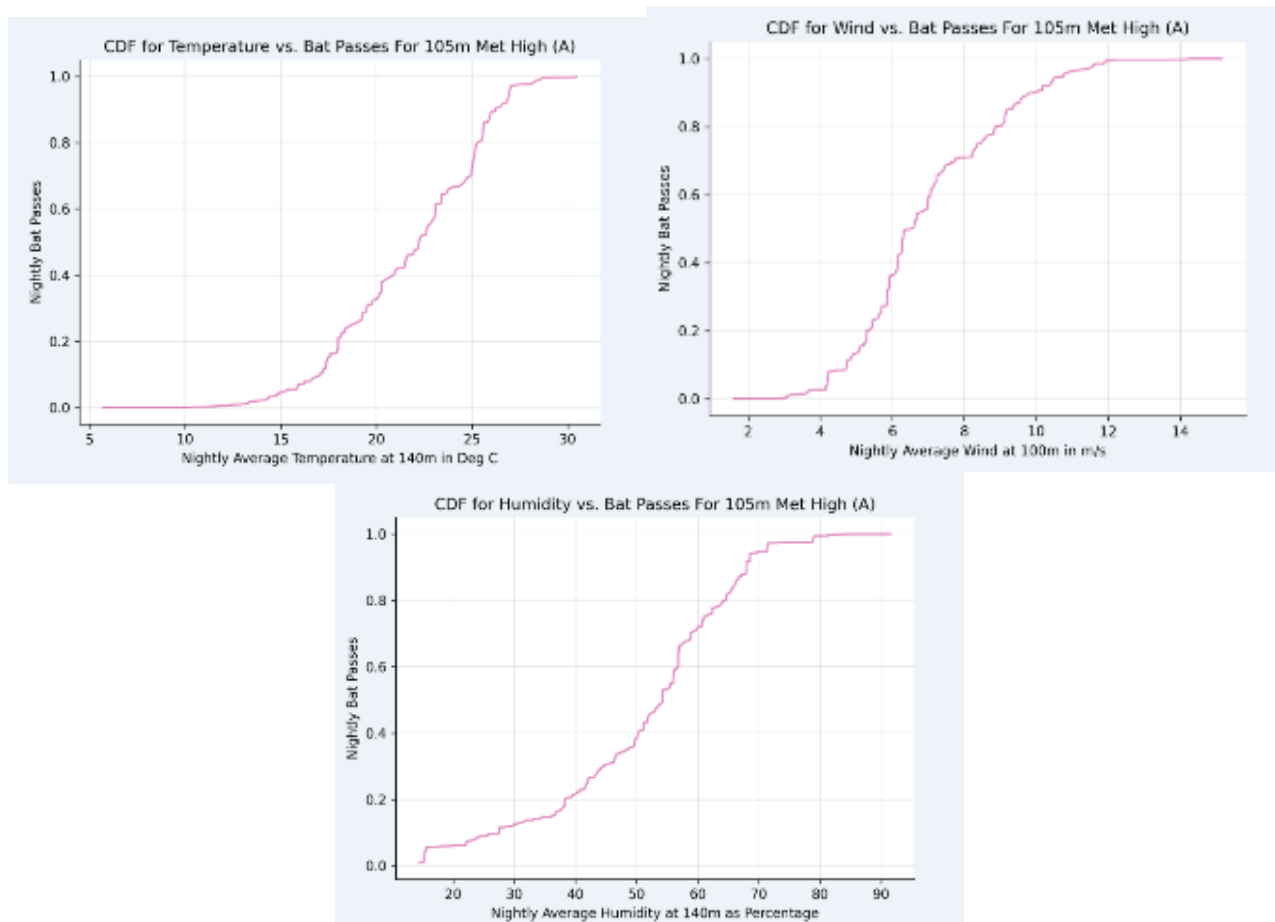 CDF for Temperature vs. Bat Passes For 105m Met High (A)
1.0
0.8
0.6
0.4
0.2
0.0
Nightly Bat Passes
5 10 15 20 25 30
Nightly Average Temperature at 140m in Deg C
CDF for Wind vs. Bat Passes For 105m Met High (A)
1.0
0.8
0.6
0.4
0.2
0.0
Nightly Bat Passes
2 4 6 8 10 12 14
Nightly Average Wind at 100m in m/s
CDF for Humidity vs. Bat Passes For 105m Met High (A)
1.0
0.8
0.6
0.4
0.2
0.0
Nightly Bat Passes
20 30 40 50 60 70 80 90
Nightly Average Humidity at 140m as Percentage